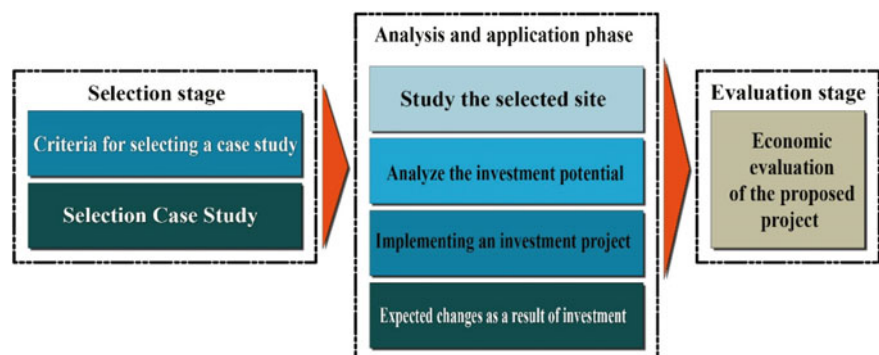 Selection stage
Criteria for selecting a case study
Selection Case Study
Analysis and application phase
Study the selected site
Analyze the investment potential
Implementing an investment project
Expected changes as a result of investment
Evaluation stage
Economic
evaluation
of the proposed
project